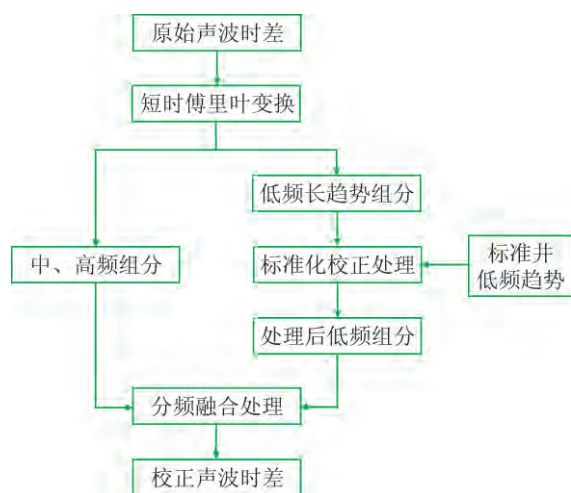 原始声波时差
短时傅里叶变换
低频长趋势组分
中、高频组分
标准化校正处理
标准井
低频趋势
处理后低频组分
分频融合处理
校正声波时差